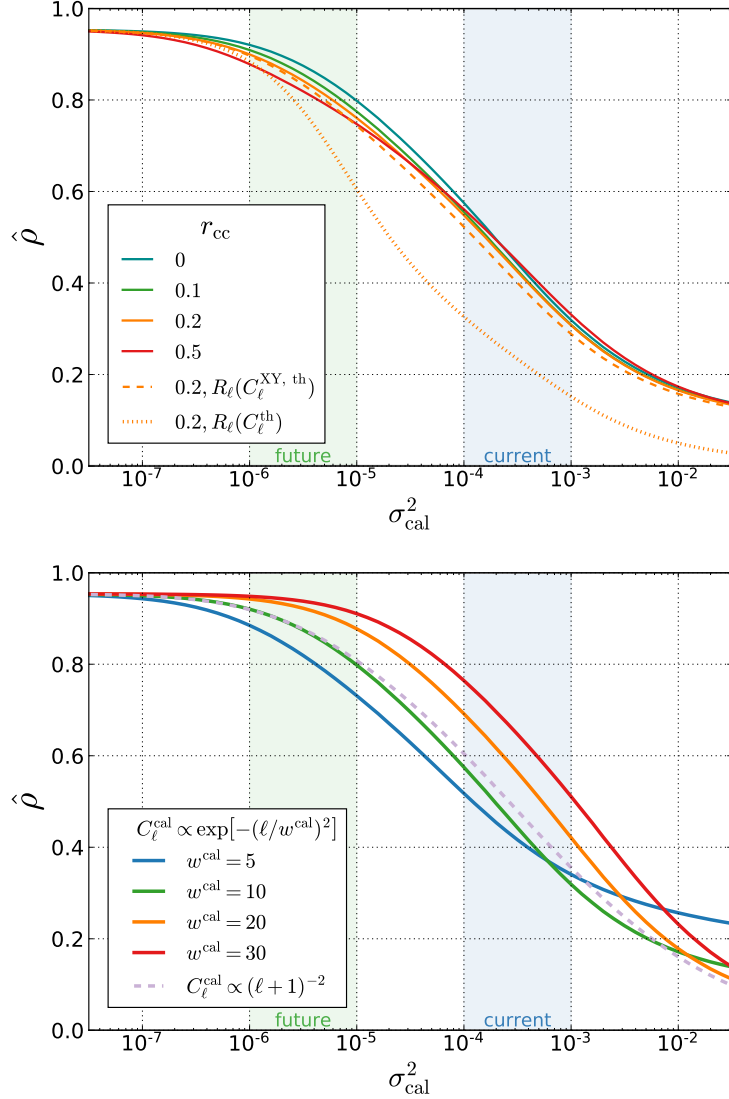 1.0
0.8
0.6
0.4
0.2
0.0
ρ̂
r_cc
0
0.1
0.2
0.5
0.2, R_ℓ(C_ℓ^{XY, th})
0.2, R_ℓ(C_ℓ^{th})
future
current
10^{-7} 10^{-6} 10^{-5} 10^{-4} 10^{-3} 10^{-2}
σ²_cal
1.0
0.8
0.6
0.4
0.2
0.0
ρ̂
C_ℓ^{cal} ∝ exp[−(ℓ/w^{cal})²]
w^{cal} = 5
w^{cal} = 10
w^{cal} = 20
w^{cal} = 30
C_ℓ^{cal} ∝ (ℓ+1)^{−2}
future
current
10^{-7} 10^{-6} 10^{-5} 10^{-4} 10^{-3} 10^{-2}
σ²_cal